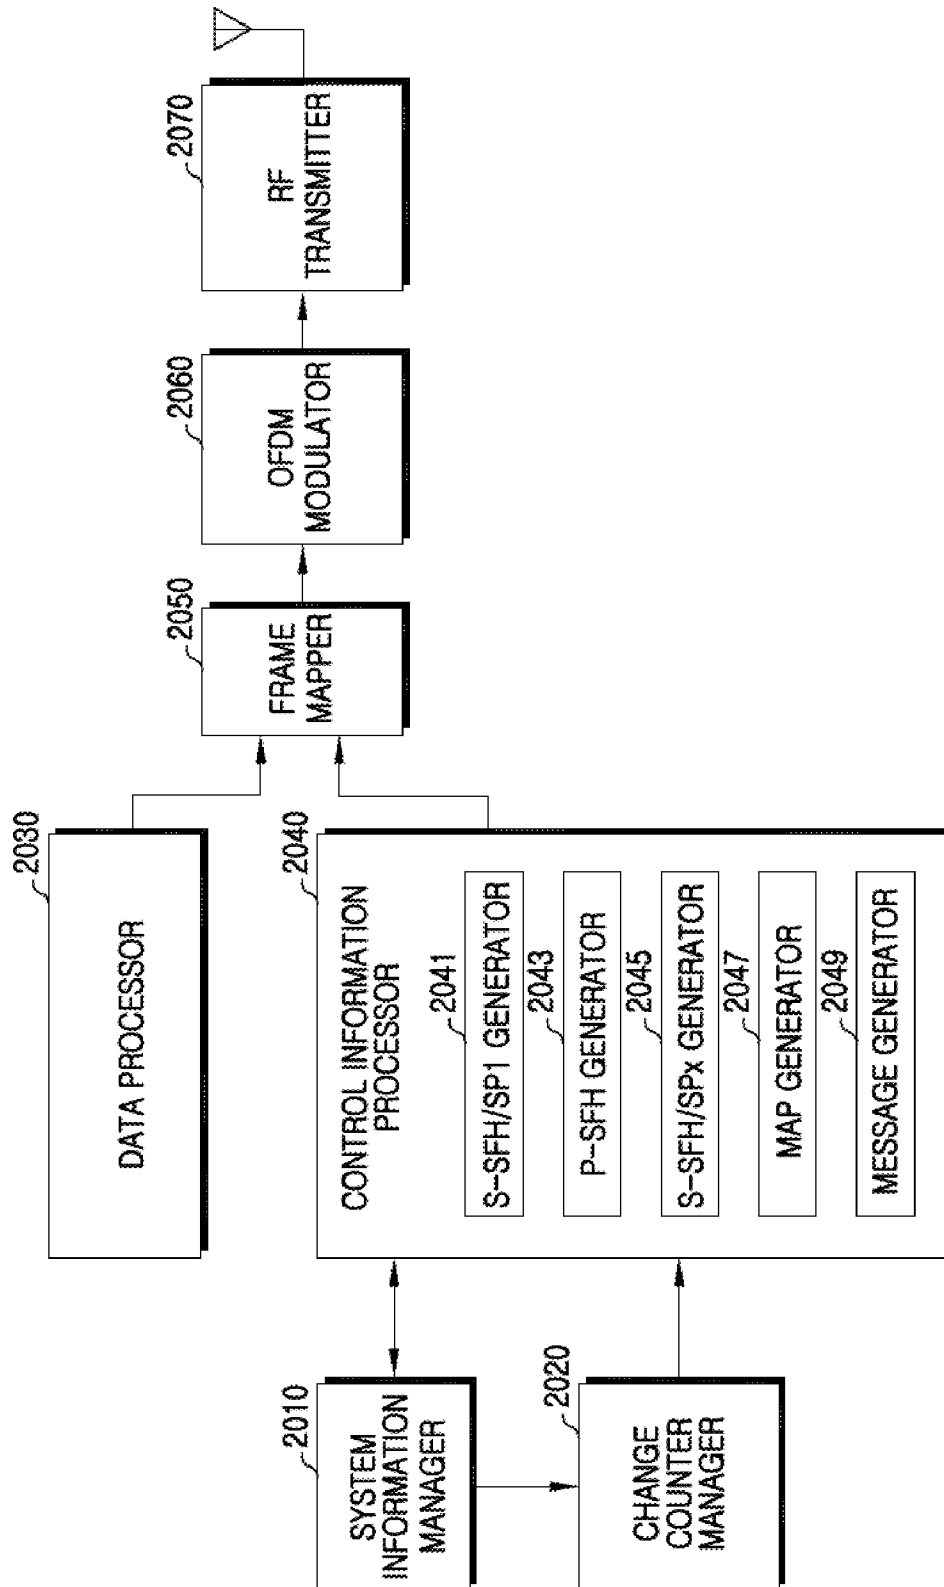 2010
SYSTEM
INFORMATION
MANAGER
2020
CHANGE
COUNTER
MANAGER
2030
DATA PROCESSOR
2040
CONTROL INFORMATION
PROCESSOR
2041
S-SFH/SP1 GENERATOR
2043
P-SFH GENERATOR
2045
S-SFH/SPx GENERATOR
2047
MAP GENERATOR
2049
MESSAGE GENERATOR
2050
FRAME
MAPPER
2060
OFDM
MODULATOR
2070
RF
TRANSMITTER